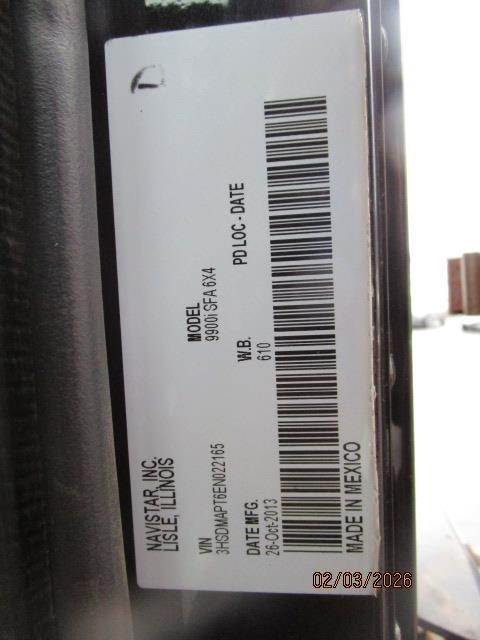 D
NAVISTAR, INC.
LISLE, ILLINOIS
VIN
3HSDMAPT6EN022165
MODEL
9900i SFA 6X4
DATE MFG.
26-Oct-2013
W.B.
610
PD LOC - DATE
MADE IN MEXICO
02/03/2026